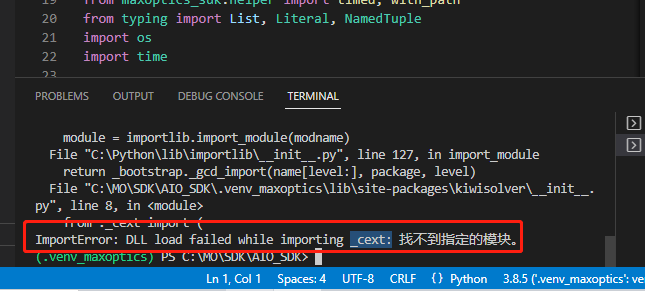 19 from maxoptics_sdk.helper import timed, with_path
20 from typing import List, Literal, NamedTuple
21 import os
22 import time
23
PROBLEMS OUTPUT DEBUG CONSOLE TERMINAL
module = importlib.import_module(modname)
File "C:\Python\lib\importlib\__init__.py", line 127, in import_module
return _bootstrap._gcd_import(name[level:], package, level)
File "C:\MO\SDK\AIO_SDK\.venv_maxoptics\lib\site-packages\kiwisolver\__init__.
py", line 8, in <module>
from ._cext import (
ImportError: DLL load failed while importing _cext: 找不到指定的模块。
(.venv_maxoptics) PS C:\MO\SDK\AIO_SDK>
Ln 1, Col 1 Spaces: 4 UTF-8 CRLF {} Python 3.8.5 ('.venv_maxoptics': ve